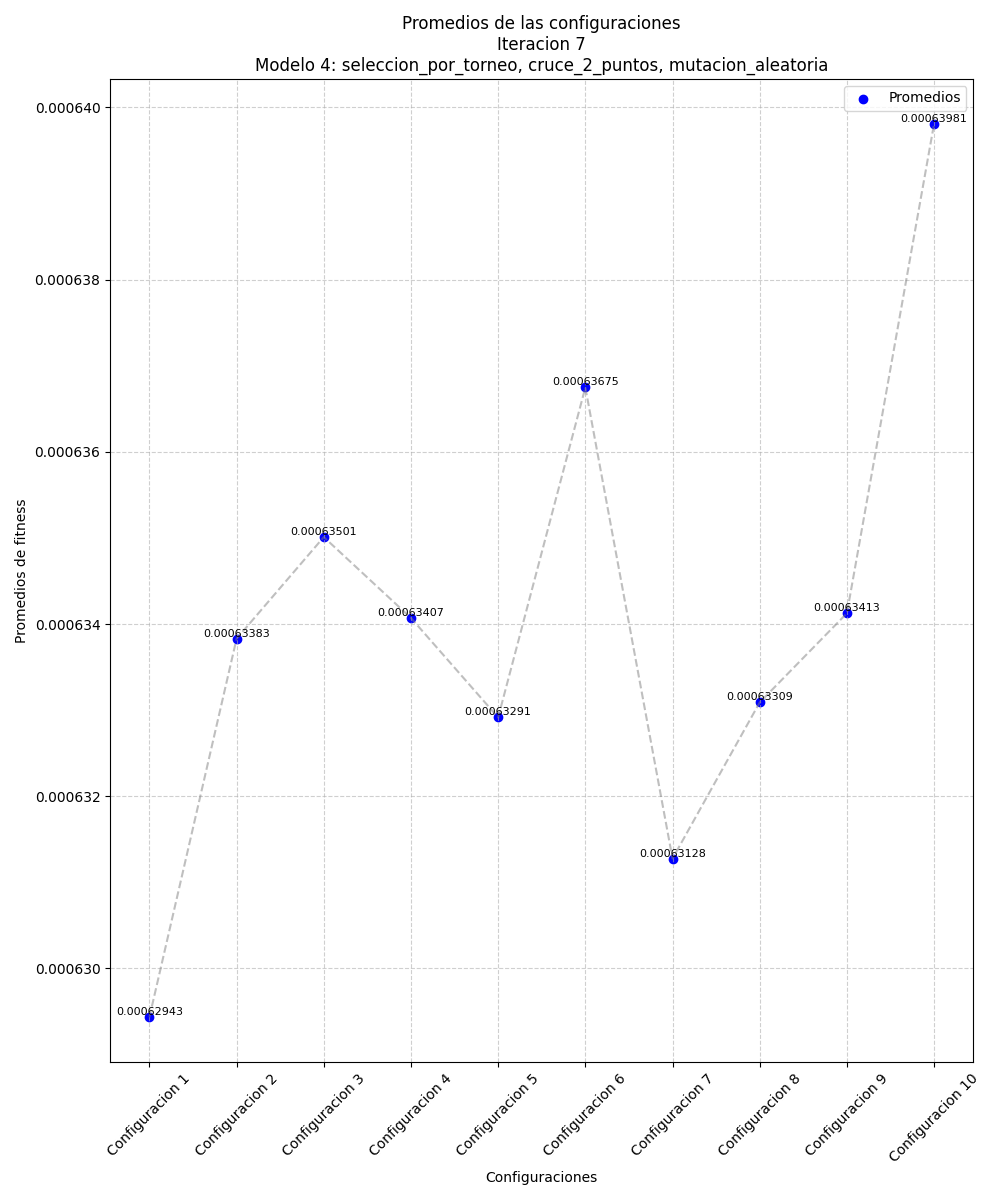 Promedios de las configuraciones
Iteracion 7
Modelo 4: seleccion_por_torneo, cruce_2_puntos, mutacion_aleatoria
Promedios
0.000640
0.000638
0.000636
0.000634
0.000632
0.000630
Promedios de fitness
0.00062943
0.00063383
0.00063501
0.00063407
0.00063291
0.00063675
0.00063128
0.00063309
0.00063413
0.00063981
Configuracion 1
Configuracion 2
Configuracion 3
Configuracion 4
Configuracion 5
Configuracion 6
Configuracion 7
Configuracion 8
Configuracion 9
Configuracion 10
Configuraciones